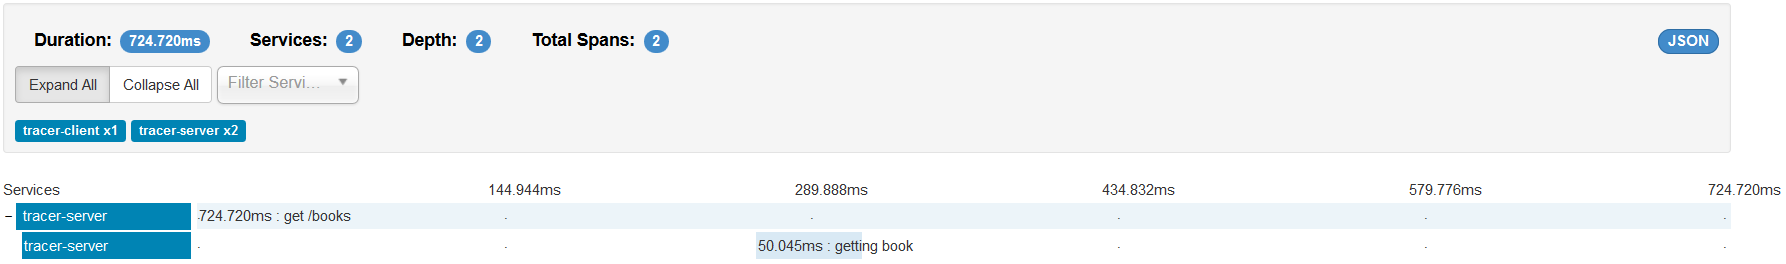 Duration: 724.720ms Services: 2 Depth: 2 Total Spans: 2 JSON
Expand All Collapse All Filter Servi...
tracer-client x1 tracer-server x2
Services 144.944ms 289.888ms 434.832ms 579.776ms 724.720ms
- tracer-server 724.720ms : get /books
tracer-server 50.045ms : getting book